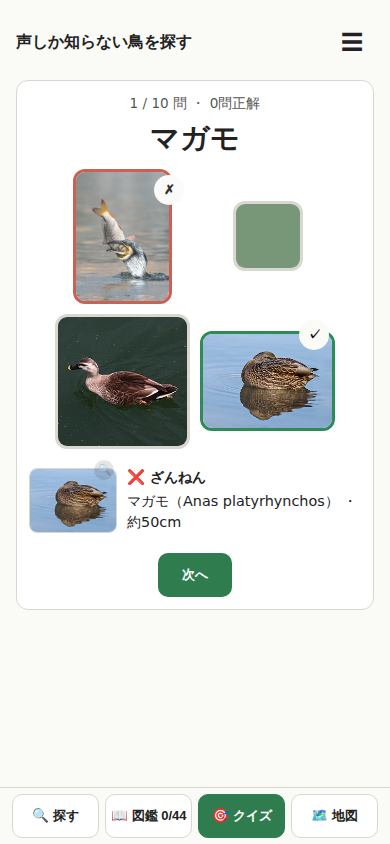 声しか知らない鳥を探す ☰
1 / 10 問 ・ 0問正解
マガモ
✗
✓
❌ ざんねん
マガモ（Anas platyrhynchos） ・
約50cm
次へ
🔍 探す
📖 図鑑 0/44
🎯 クイズ
🗺️ 地図